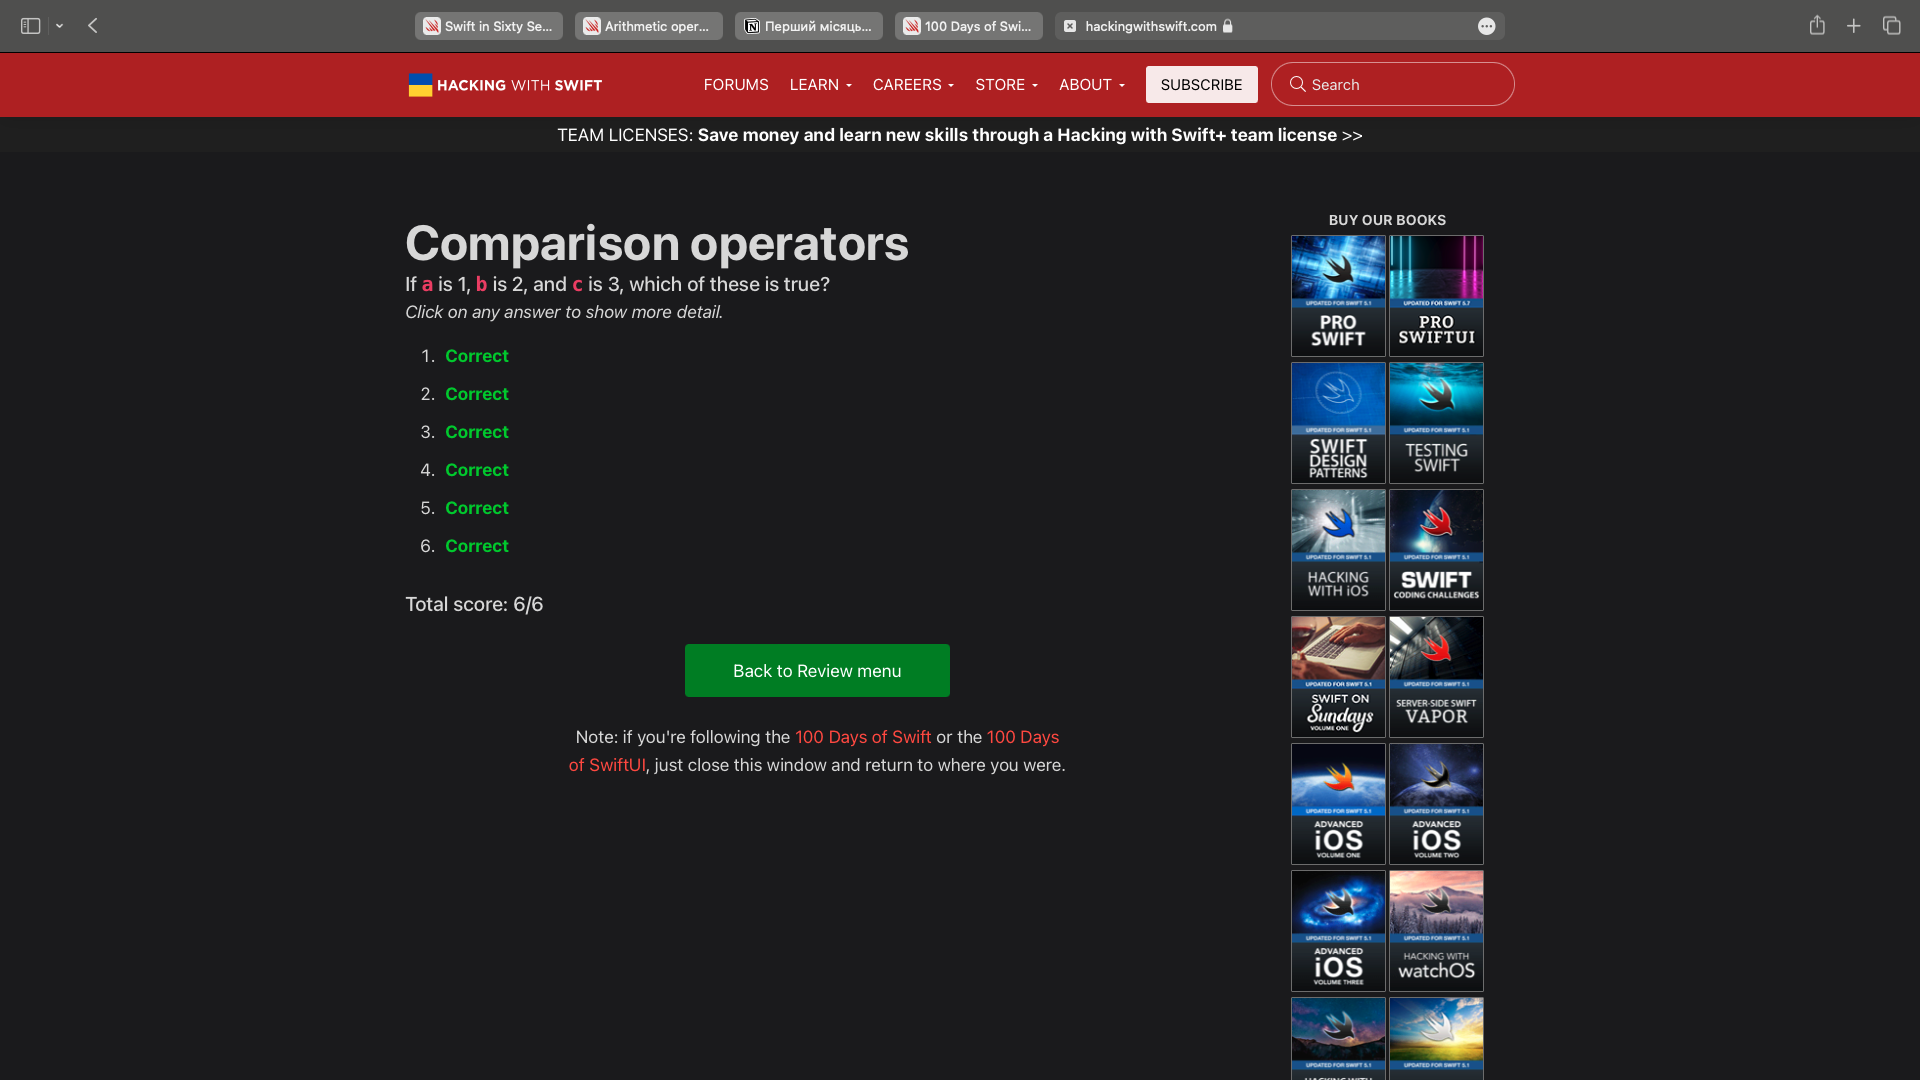 Swift in Sixty Se...
Arithmetic oper...
Перший місяць...
100 Days of Swi...
hackingwithswift.com
HACKING WITH SWIFT
FORUMS
LEARN
CAREERS
STORE
ABOUT
SUBSCRIBE
Search
TEAM LICENSES: Save money and learn new skills through a Hacking with Swift+ team license >>
Comparison operators
If a is 1, b is 2, and c is 3, which of these is true?
Click on any answer to show more detail.
1. Correct
2. Correct
3. Correct
4. Correct
5. Correct
6. Correct
Total score: 6/6
Back to Review menu
Note: if you're following the 100 Days of Swift or the 100 Days
of SwiftUI, just close this window and return to where you were.
BUY OUR BOOKS
UPDATED FOR SWIFT 5.1
PRO
SWIFT
UPDATED FOR SWIFT 5.7
PRO
SWIFTUI
UPDATED FOR SWIFT 5.1
SWIFT
DESIGN
PATTERNS
UPDATED FOR SWIFT 5.1
TESTING
SWIFT
UPDATED FOR SWIFT 5.1
HACKING
WITH iOS
UPDATED FOR SWIFT 5.1
SWIFT
CODING CHALLENGES
UPDATED FOR SWIFT 5.1
SWIFT ON
Sundays
VOLUME ONE
UPDATED FOR SWIFT 5.1
SERVER-SIDE SWIFT
VAPOR
UPDATED FOR SWIFT 5.1
ADVANCED
iOS
VOLUME ONE
UPDATED FOR SWIFT 5.1
ADVANCED
iOS
VOLUME TWO
UPDATED FOR SWIFT 5.1
ADVANCED
iOS
VOLUME THREE
UPDATED FOR SWIFT 5.1
HACKING WITH
watchOS
UPDATED FOR SWIFT 5.1
HACKING WITH
UPDATED FOR SWIFT 5.1